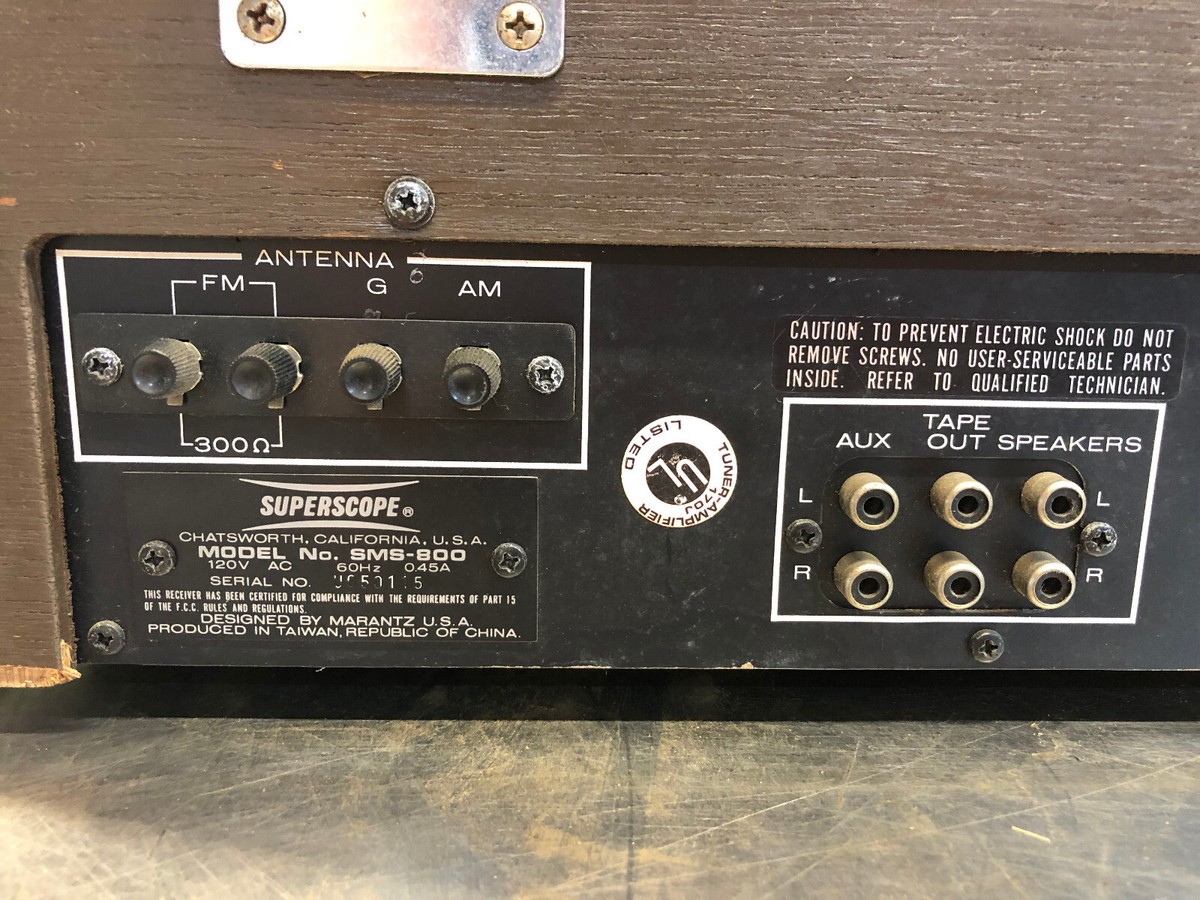 ANTENNA
FM
G
AM
300Ω
SUPERSCOPE®
CHATSWORTH, CALIFORNIA, U.S.A.
MODEL No. SMS-800
120V AC 60Hz 0.45A
SERIAL NO.
THIS RECEIVER HAS BEEN CERTIFIED FOR COMPLIANCE WITH THE REQUIREMENTS OF PART 15
OF THE F.C.C. RULES AND REGULATIONS.
DESIGNED BY MARANTZ U.S.A.
PRODUCED IN TAIWAN, REPUBLIC OF CHINA.
LISTED
UL
TUNER-AMPLIFIER
170J
CAUTION: TO PREVENT ELECTRIC SHOCK DO NOT
REMOVE SCREWS. NO USER-SERVICEABLE PARTS
INSIDE. REFER TO QUALIFIED TECHNICIAN.
TAPE
AUX OUT SPEAKERS
L L
R R